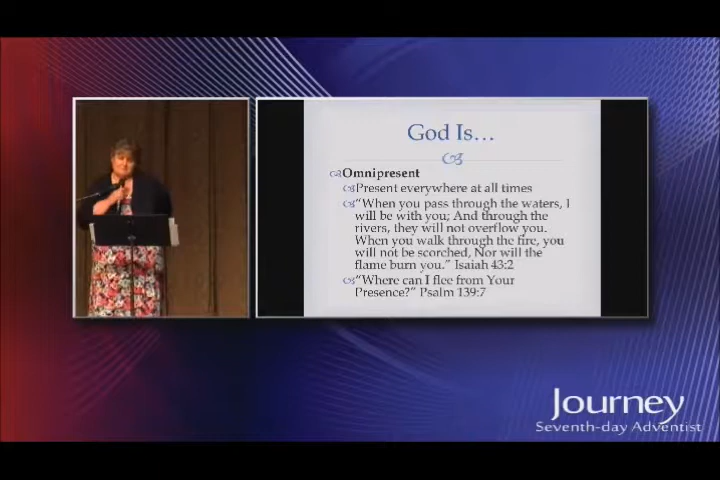 God Is...
Omnipresent
Present everywhere at all times
“When you pass through the waters, I
will be with you; And through the
rivers, they will not overflow you.
When you walk through the fire, you
will not be scorched, Nor will the
flame burn you.” Isaiah 43:2
“Where can I flee from Your
Presence?” Psalm 139:7
Journey
Seventh-day Adventist